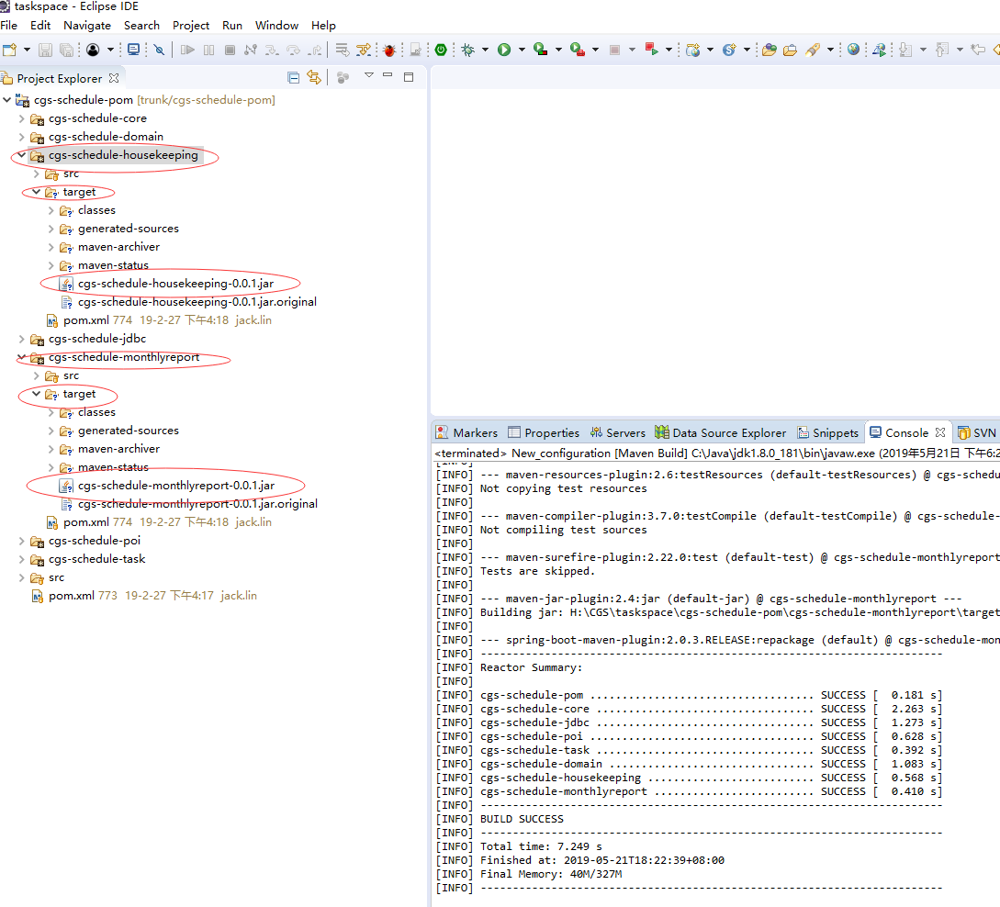 taskspace - Eclipse IDE
File Edit Navigate Search Project Run Window Help
Project Explorer
cgs-schedule-pom [trunk/cgs-schedule-pom]
cgs-schedule-core
cgs-schedule-domain
cgs-schedule-housekeeping
src
target
classes
generated-sources
maven-archiver
maven-status
cgs-schedule-housekeeping-0.0.1.jar
cgs-schedule-housekeeping-0.0.1.jar.original
pom.xml 774 19-2-27 下午4:18 jack.lin
cgs-schedule-jdbc
cgs-schedule-monthlyreport
src
target
classes
generated-sources
maven-archiver
maven-status
cgs-schedule-monthlyreport-0.0.1.jar
cgs-schedule-monthlyreport-0.0.1.jar.original
pom.xml 774 19-2-27 下午4:18 jack.lin
cgs-schedule-poi
cgs-schedule-task
src
pom.xml 773 19-2-27 下午4:17 jack.lin
Markers Properties Servers Data Source Explorer Snippets Console SVN
<terminated> New_configuration [Maven Build] C:\Java\jdk1.8.0_181\bin\javaw.exe (2019年5月21日 下午6:2
[INFO]
[INFO] --- maven-resources-plugin:2.6:testResources (default-testResources) @ cgs-schedu
[INFO] Not copying test resources
[INFO]
[INFO] --- maven-compiler-plugin:3.7.0:testCompile (default-testCompile) @ cgs-schedule-
[INFO] Not compiling test sources
[INFO]
[INFO] --- maven-surefire-plugin:2.22.0:test (default-test) @ cgs-schedule-monthlyreport
[INFO] Tests are skipped.
[INFO]
[INFO] --- maven-jar-plugin:2.4:jar (default-jar) @ cgs-schedule-monthlyreport ---
[INFO] Building jar: H:\CGS\taskspace\cgs-schedule-pom\cgs-schedule-monthlyreport\target
[INFO]
[INFO] --- spring-boot-maven-plugin:2.0.3.RELEASE:repackage (default) @ cgs-schedule-mon
[INFO] ------------------------------------------------------------------------
[INFO] Reactor Summary:
[INFO]
[INFO] cgs-schedule-pom ................................... SUCCESS [  0.181 s]
[INFO] cgs-schedule-core .................................. SUCCESS [  2.263 s]
[INFO] cgs-schedule-jdbc .................................. SUCCESS [  1.273 s]
[INFO] cgs-schedule-poi ................................... SUCCESS [  0.628 s]
[INFO] cgs-schedule-task .................................. SUCCESS [  0.392 s]
[INFO] cgs-schedule-domain ................................ SUCCESS [  1.083 s]
[INFO] cgs-schedule-housekeeping .......................... SUCCESS [  0.568 s]
[INFO] cgs-schedule-monthlyreport ......................... SUCCESS [  0.410 s]
[INFO] ------------------------------------------------------------------------
[INFO] BUILD SUCCESS
[INFO] ------------------------------------------------------------------------
[INFO] Total time: 7.249 s
[INFO] Finished at: 2019-05-21T18:22:39+08:00
[INFO] Final Memory: 40M/327M
[INFO] ------------------------------------------------------------------------